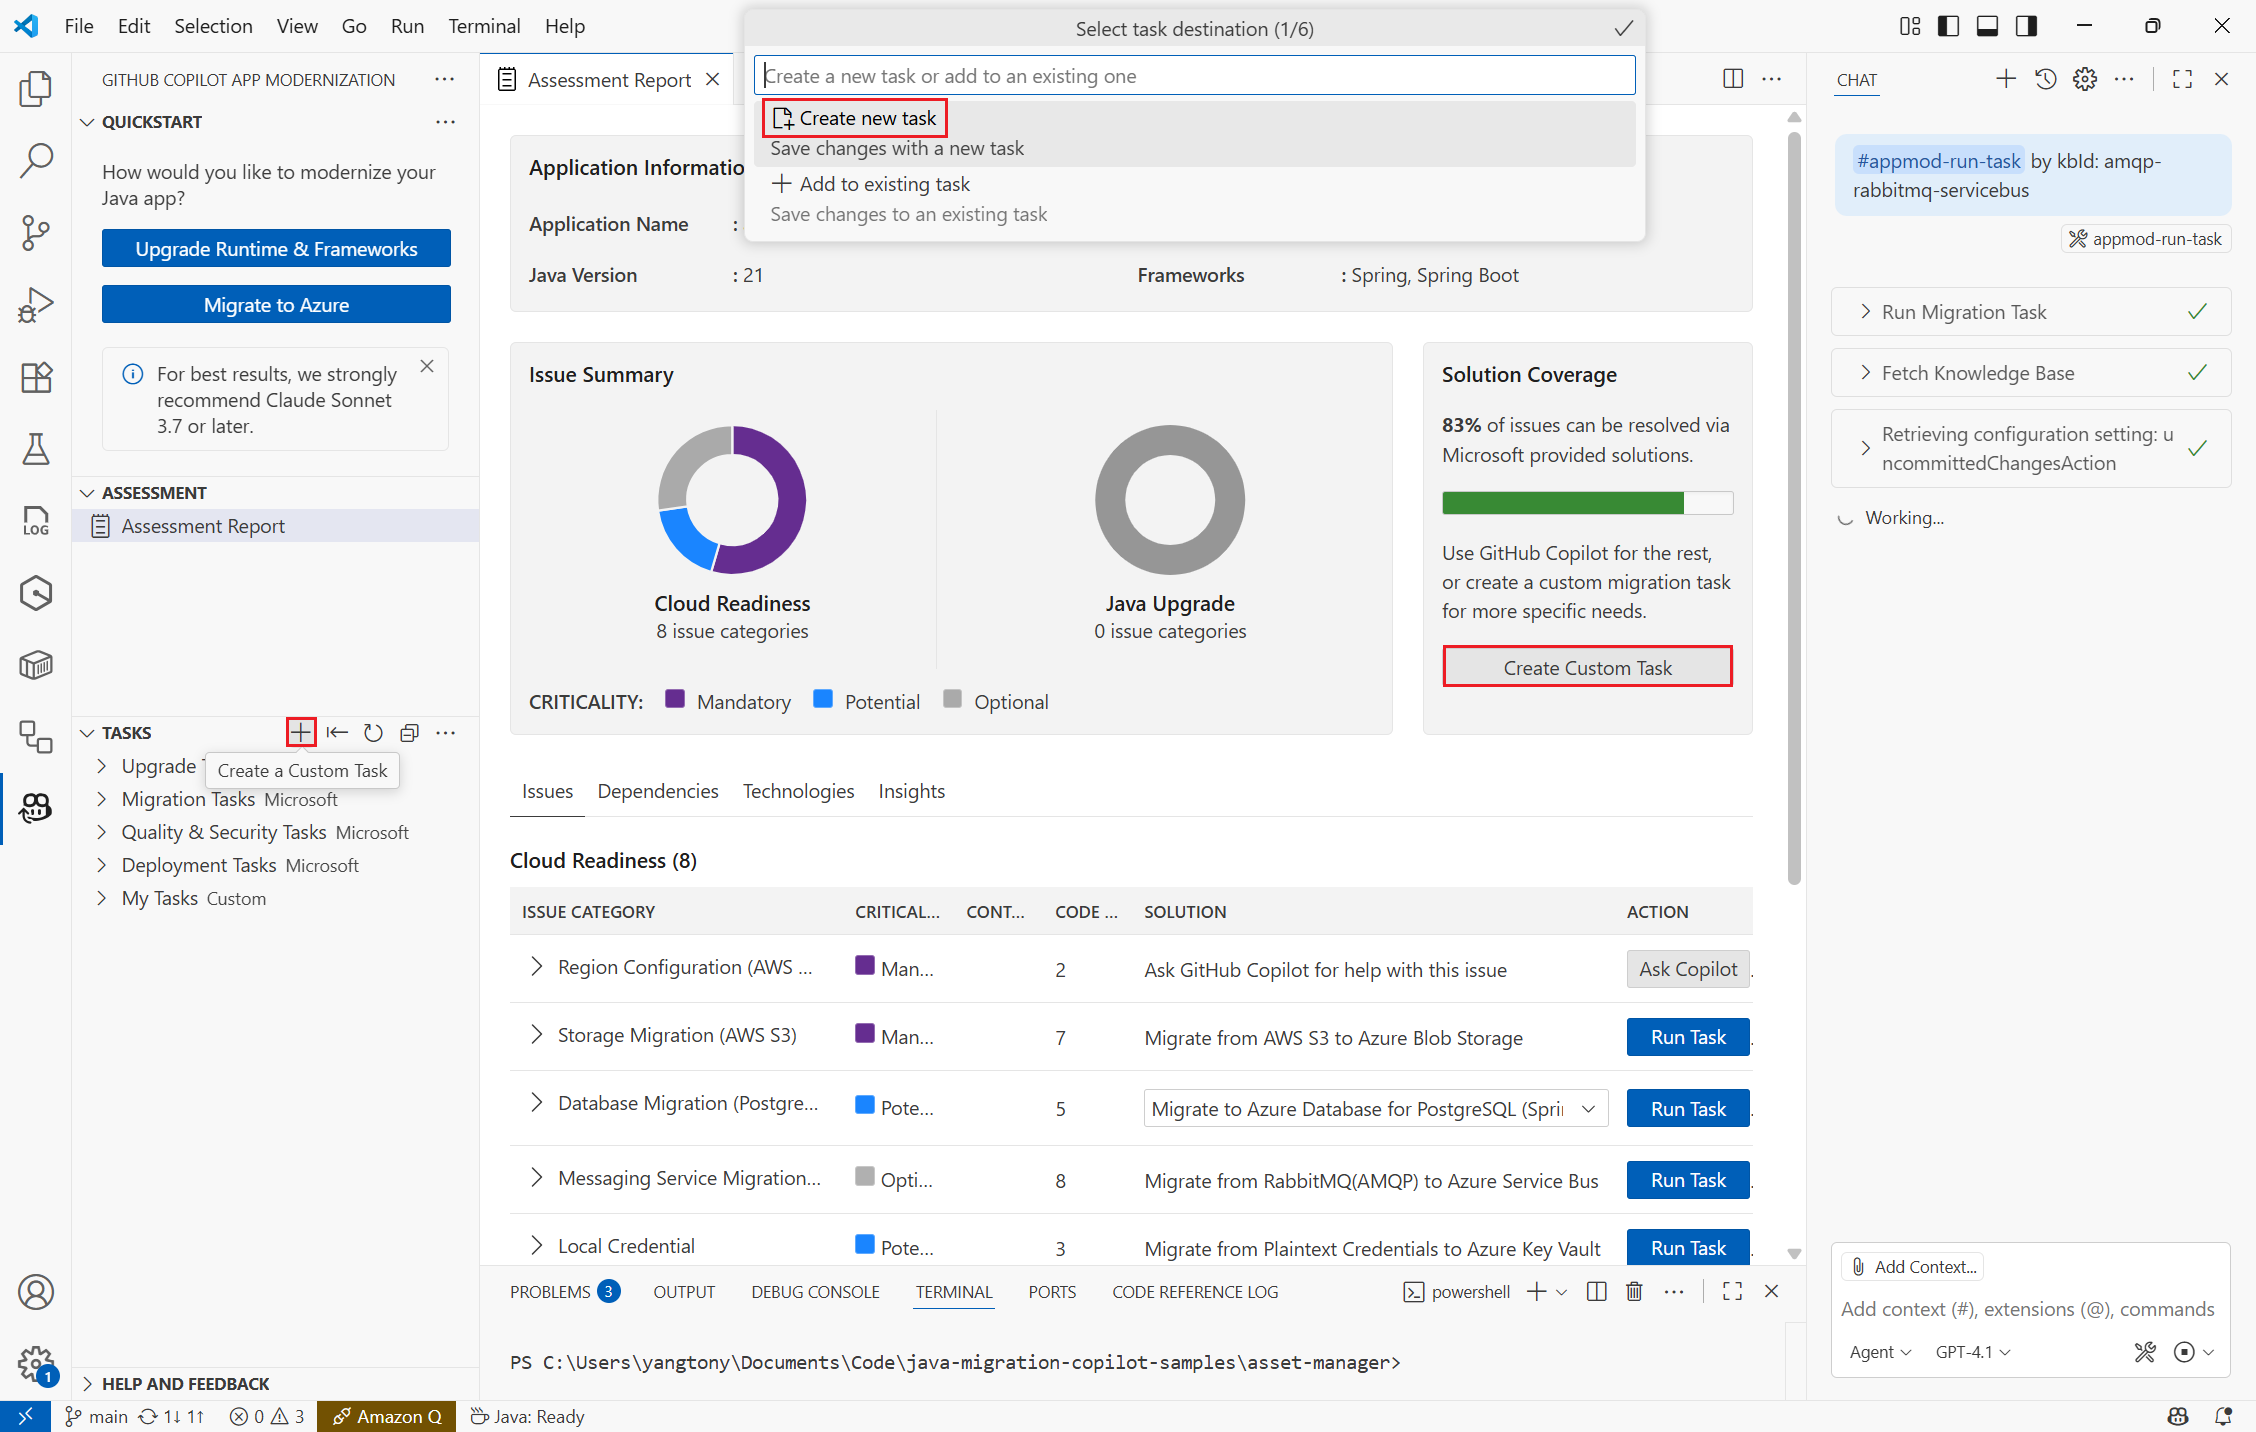 File Edit Selection View Go Run Terminal Help
Select task destination (1/6)
Create a new task or add to an existing one
Create new task
Save changes with a new task
Add to existing task
Save changes to an existing task
GITHUB COPILOT APP MODERNIZATION
QUICKSTART
How would you like to modernize your
Java app?
Upgrade Runtime & Frameworks
Migrate to Azure
For best results, we strongly
recommend Claude Sonnet
3.7 or later.
ASSESSMENT
Assessment Report
TASKS
Create a Custom Task
Upgrade
Migration Tasks Microsoft
Quality & Security Tasks Microsoft
Deployment Tasks Microsoft
My Tasks Custom
HELP AND FEEDBACK
LOG
1
Assessment Report
Application Informatio
Application Name :
Java Version : 21
Frameworks : Spring, Spring Boot
Issue Summary
Cloud Readiness
8 issue categories
Java Upgrade
0 issue categories
CRITICALITY: Mandatory Potential Optional
Solution Coverage
83% of issues can be resolved via
Microsoft provided solutions.
Use GitHub Copilot for the rest,
or create a custom migration task
for more specific needs.
Create Custom Task
Issues Dependencies Technologies Insights
Cloud Readiness (8)
ISSUE CATEGORY CRITICAL... CONT... CODE ... SOLUTION ACTION
Region Configuration (AWS ... Man... 2 Ask GitHub Copilot for help with this issue Ask Copilot
Storage Migration (AWS S3) Man... 7 Migrate from AWS S3 to Azure Blob Storage Run Task
Database Migration (Postgre... Pote... 5 Migrate to Azure Database for PostgreSQL (Spri Run Task
Messaging Service Migration... Opti... 8 Migrate from RabbitMQ(AMQP) to Azure Service Bus Run Task
Local Credential Pote... 3 Migrate from Plaintext Credentials to Azure Key Vault Run Task
PROBLEMS 3 OUTPUT DEBUG CONSOLE TERMINAL PORTS CODE REFERENCE LOG powershell
PS C:\Users\yangtony\Documents\Code\java-migration-copilot-samples\asset-manager>
CHAT
#appmod-run-task by kbId: amqp-
rabbitmq-servicebus
appmod-run-task
Run Migration Task
Fetch Knowledge Base
Retrieving configuration setting: u
ncommittedChangesAction
Working...
Add Context...
Add context (#), extensions (@), commands
Agent GPT-4.1
main 1↓ 1↑ 0 3 Amazon Q Java: Ready